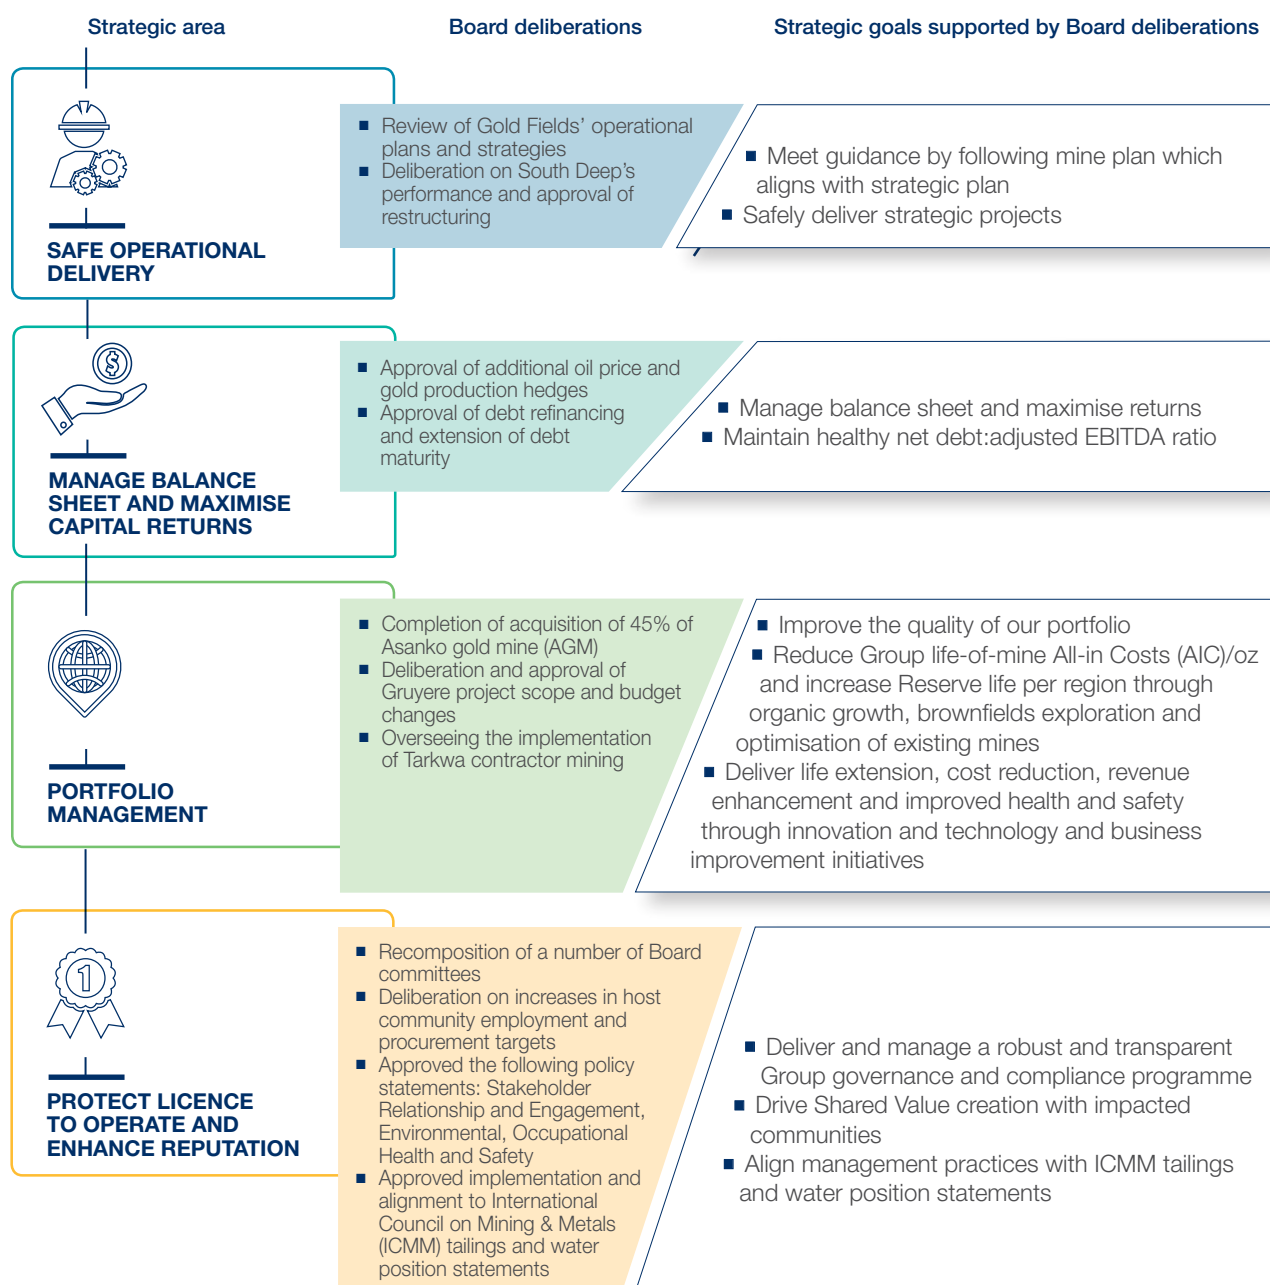 Strategic area
Board deliberations
Strategic goals supported by Board deliberations
SAFE OPERATIONAL
DELIVERY
■ Review of Gold Fields' operational
plans and strategies
■ Deliberation on South Deep's
performance and approval of
restructuring
■ Meet guidance by following mine plan which
aligns with strategic plan
■ Safely deliver strategic projects
$
MANAGE BALANCE
SHEET AND MAXIMISE
CAPITAL RETURNS
■ Approval of additional oil price and
gold production hedges
■ Approval of debt refinancing
and extension of debt
maturity
■ Manage balance sheet and maximise returns
■ Maintain healthy net debt:adjusted EBITDA ratio
PORTFOLIO
MANAGEMENT
■ Completion of acquisition of 45% of
Asanko gold mine (AGM)
■ Deliberation and approval of
Gruyere project scope and budget
changes
■ Overseeing the implementation
of Tarkwa contractor mining
■ Improve the quality of our portfolio
■ Reduce Group life-of-mine All-in Costs (AIC)/oz
and increase Reserve life per region through
organic growth, brownfields exploration and
optimisation of existing mines
■ Deliver life extension, cost reduction, revenue
enhancement and improved health and safety
through innovation and technology and business
improvement initiatives
1
PROTECT LICENCE
TO OPERATE AND
ENHANCE REPUTATION
■ Recomposition of a number of Board
committees
■ Deliberation on increases in host
community employment and
procurement targets
■ Approved the following policy
statements: Stakeholder
Relationship and Engagement,
Environmental, Occupational
Health and Safety
■ Approved implementation and
alignment to International
Council on Mining & Metals
(ICMM) tailings and water
position statements
■ Deliver and manage a robust and transparent
Group governance and compliance programme
■ Drive Shared Value creation with impacted
communities
■ Align management practices with ICMM tailings
and water position statements